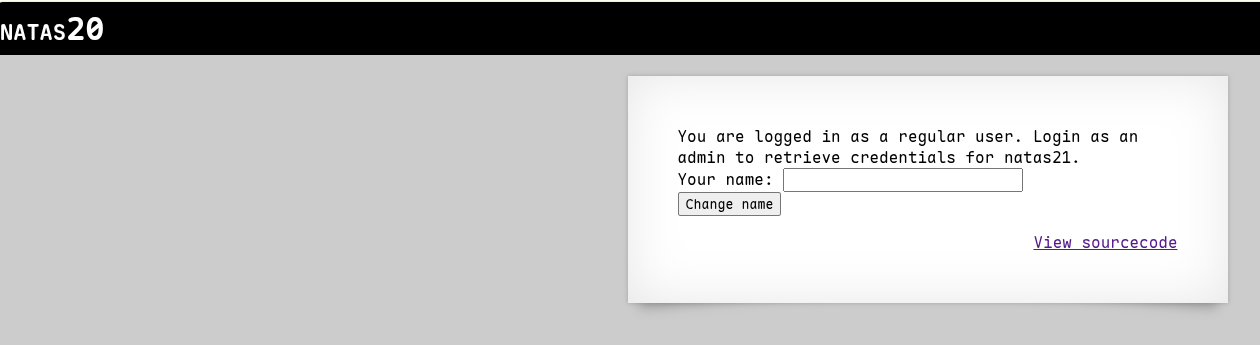 NATAS20
You are logged in as a regular user. Login as an
admin to retrieve credentials for natas21.
Your name:
Change name
View sourcecode